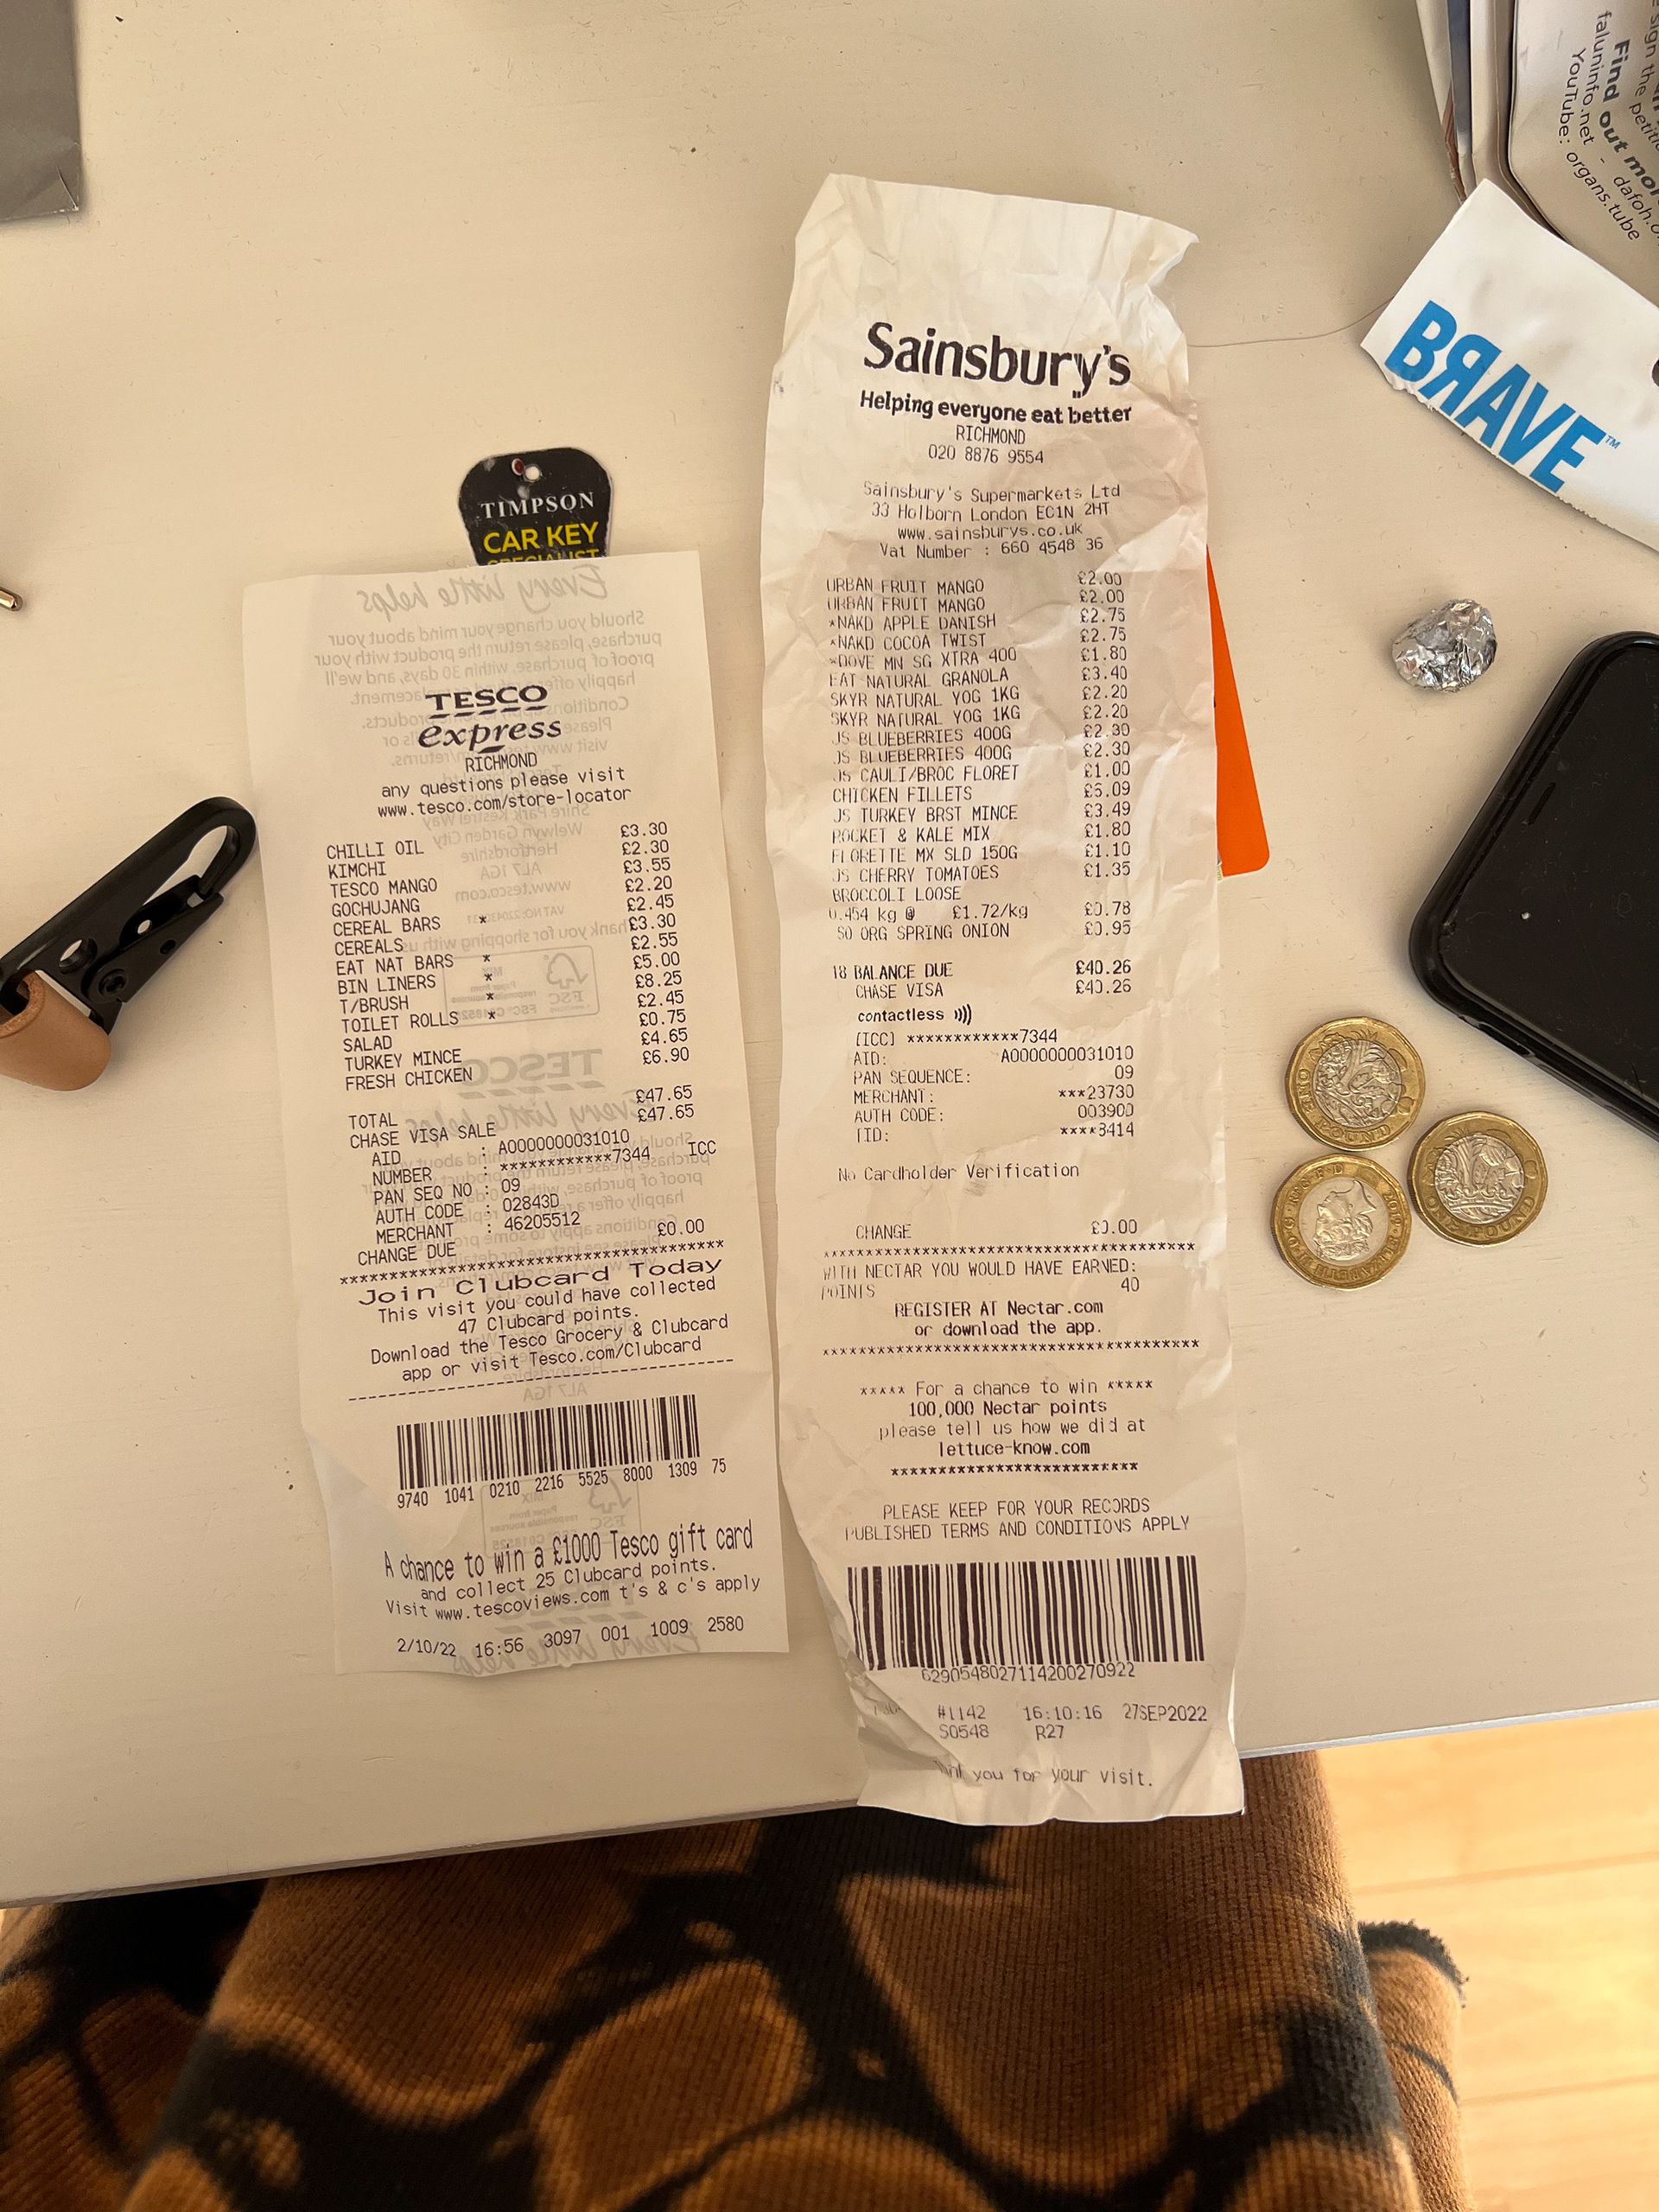 TIMPSON
CAR KEY
SPECIALIST
Every little helps
TESCO
express
RICHMOND
any questions please visit
www.tesco.com/store-locator
CHILLI OIL £3.30
KIMCHI £2.30
TESCO MANGO £3.55
GOCHUJANG £2.20
CEREAL BARS * £2.45
CEREALS £3.30
EAT NAT BARS * £2.55
BIN LINERS * £5.00
T/BRUSH * £8.25
TOILET ROLLS * £2.45
SALAD £0.75
TURKEY MINCE £4.65
FRESH CHICKEN £6.90
TOTAL £47.65
CHASE VISA SALE £47.65
AID : A0000000031010
NUMBER : ************7344 ICC
PAN SEQ NO : 09
AUTH CODE : 02843D
MERCHANT : 46205512
CHANGE DUE £0.00
****************************************
Join Clubcard Today
This visit you could have collected
47 Clubcard points.
Download the Tesco Grocery & Clubcard
app or visit Tesco.com/Clubcard
----------------------------------------
9740 1041 0210 2216 5525 8000 1309 75
A chance to win a £1000 Tesco gift card
and collect 25 Clubcard points.
Visit www.tescoviews.com t's & c's apply
2/10/22 16:56 3097 001 1009 2580
Sainsbury's
Helping everyone eat better
RICHMOND
020 8876 9554
Sainsbury's Supermarkets Ltd
33 Holborn London EC1N 2HT
www.sainsburys.co.uk
Vat Number : 660 4548 36
URBAN FRUIT MANGO £2.00
URBAN FRUIT MANGO £2.00
*NAKD APPLE DANISH £2.75
*NAKD COCOA TWIST £2.75
*DOVE MN SG XTRA 400 £1.80
EAT NATURAL GRANOLA £3.40
SKYR NATURAL YOG 1KG £2.20
SKYR NATURAL YOG 1KG £2.20
JS BLUEBERRIES 400G £2.30
JS BLUEBERRIES 400G £2.30
JS CAULI/BROC FLORET £1.00
CHICKEN FILLETS £6.09
JS TURKEY BRST MINCE £3.49
ROCKET & KALE MIX £1.80
FLORETTE MX SLD 150G £1.10
JS CHERRY TOMATOES £1.35
BROCCOLI LOOSE
0.454 kg @ £1.72/kg £0.78
SO ORG SPRING ONION £0.95
18 BALANCE DUE £40.26
CHASE VISA £40.26
contactless
[ICC] ************7344
AID: A0000000031010
PAN SEQUENCE: 09
MERCHANT: ***23730
AUTH CODE: 003900
TID: ****3414
No Cardholder Verification
CHANGE £0.00
*****************************************
WITH NECTAR YOU WOULD HAVE EARNED:
POINTS 40
REGISTER AT Nectar.com
or download the app.
*****************************************
***** For a chance to win *****
100,000 Nectar points
please tell us how we did at
lettuce-know.com
***************************
PLEASE KEEP FOR YOUR RECORDS
PUBLISHED TERMS AND CONDITIONS APPLY
6290548027114200270922
#1142 16:10:16 27SEP2022
S0548 R27
you for your visit.
sign the
Find out
faluninfo.net -
YouTube: organs.tube
BRAVE™
ONE POUND